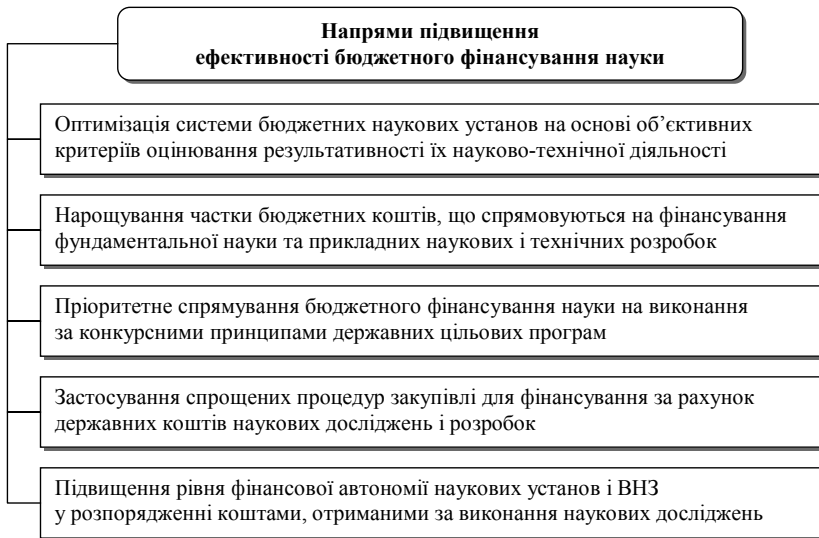 Напрями підвищення
ефективності бюджетного фінансування науки
Оптимізація системи бюджетних наукових установ на основі об’єктивних
критеріїв оцінювання результативності їх науково-технічної діяльності
Нарощування частки бюджетних коштів, що спрямовуються на фінансування
фундаментальної науки та прикладних наукових і технічних розробок
Пріоритетне спрямування бюджетного фінансування науки на виконання
за конкурсними принципами державних цільових програм
Застосування спрощених процедур закупівлі для фінансування за рахунок
державних коштів наукових досліджень і розробок
Підвищення рівня фінансової автономії наукових установ і ВНЗ
у розпорядженні коштами, отриманими за виконання наукових досліджень